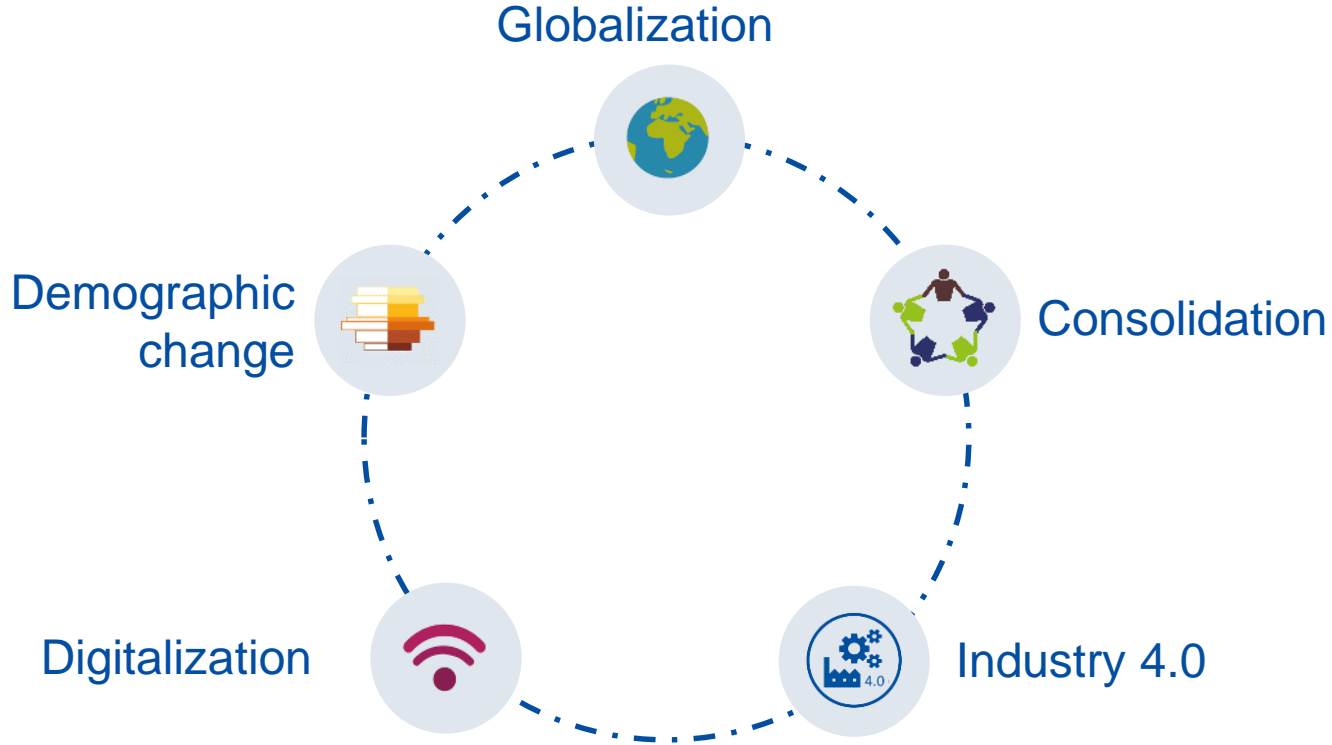 Globalization
Demographic
change
Consolidation
Digitalization
Industry 4.0
4.0